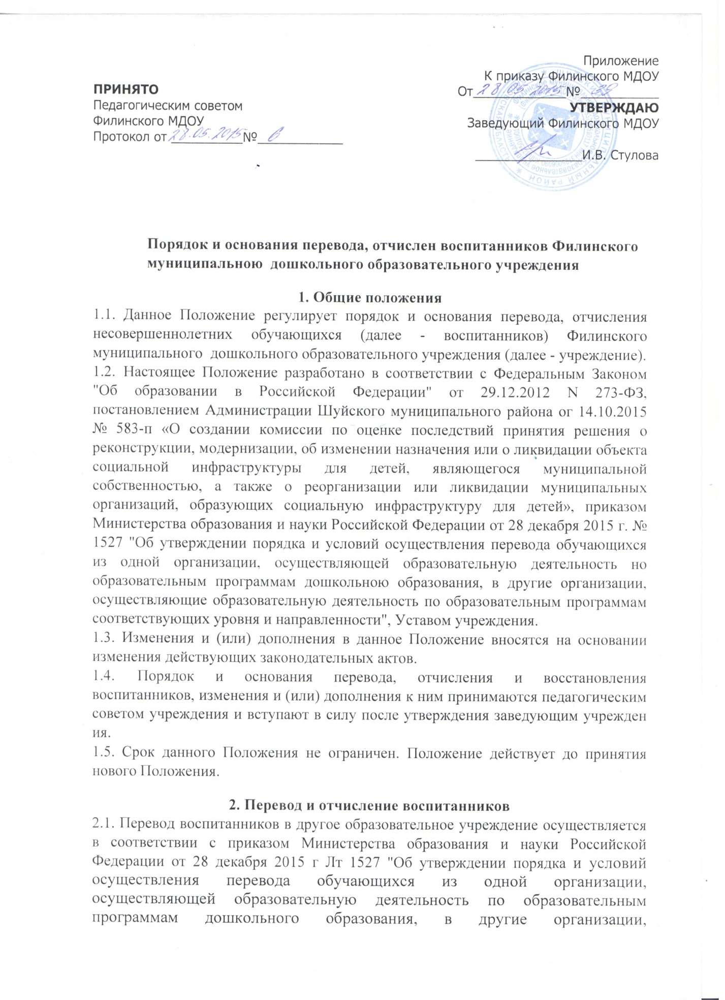 Приложение
К приказу Филинского МДОУ
От 28.05 2015 № 39
УТВЕРЖДАЮ
Заведующий Филинского МДОУ
И.В. Стулова
ПРИНЯТО
Педагогическим советом
Филинского МДОУ
Протокол от 28.05.2015 № 6
Порядок и основания перевода, отчислен воспитанников Филинского
муниципальною дошкольного образовательного учреждения
1. Общие положения
1.1. Данное Положение регулирует порядок и основания перевода, отчисления
несовершеннолетних обучающихся (далее - воспитанников) Филинского
муниципального дошкольного образовательного учреждения (далее - учреждение).
1.2. Настоящее Положение разработано в соответствии с Федеральным Законом
"Об образовании в Российской Федерации" от 29.12.2012 N 273-ФЗ,
постановлением Администрации Шуйского муниципального района ог 14.10.2015
№ 583-п «О создании комиссии по оценке последствий принятия решения о
реконструкции, модернизации, об изменении назначения или о ликвидации объекта
социальной инфраструктуры для детей, являющегося муниципальной
собственностью, а также о реорганизации или ликвидации муниципальных
организаций, образующих социальную инфраструктуру для детей», приказом
Министерства образования и науки Российской Федерации от 28 декабря 2015 г. №
1527 "Об утверждении порядка и условий осуществления перевода обучающихся
из одной организации, осуществляющей образовательную деятельность но
образовательным программам дошкольною образования, в другие организации,
осуществляющие образовательную деятельность по образовательным программам
соответствующих уровня и направленности", Уставом учреждения.
1.3. Изменения и (или) дополнения в данное Положение вносятся на основании
изменения действующих законодательных актов.
1.4. Порядок и основания перевода, отчисления и восстановления
воспитанников, изменения и (или) дополнения к ним принимаются педагогическим
советом учреждения и вступают в силу после утверждения заведующим учрежден
ия.
1.5. Срок данного Положения не ограничен. Положение действует до принятия
нового Положения.
2. Перевод и отчисление воспитанников
2.1. Перевод воспитанников в другое образовательное учреждение осуществляется
в соответствии с приказом Министерства образования и науки Российской
Федерации от 28 декабря 2015 г Лт 1527 "Об утверждении порядка и условий
осуществления перевода обучающихся из одной организации,
осуществляющей образовательную деятельность по образовательным
программам дошкольного образования, в другие организации,